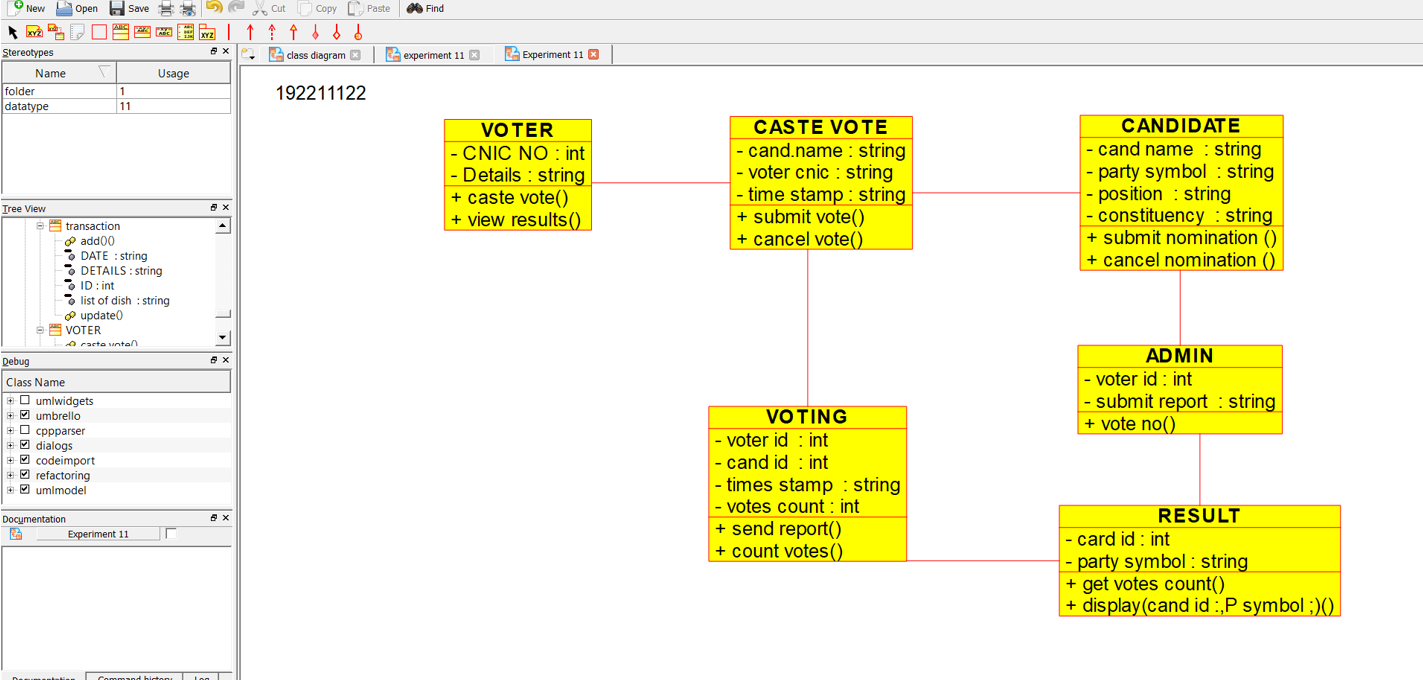 New Open Save Cut Copy Paste Find
Stereotypes
Name Usage
folder 1
datatype 11
Tree View
transaction
add()()
DATE : string
DETAILS : string
ID : int
list of dish : string
update()
VOTER
caste vote()
Debug
Class Name
umlwidgets
umbrello
cppparser
dialogs
codeimport
refactoring
umlmodel
Documentation
Experiment 11
Documentation Command history Log
class diagram experiment 11 Experiment 11
192211122
VOTER
- CNIC NO : int
- Details : string
+ caste vote()
+ view results()
CASTE VOTE
- cand.name : string
- voter cnic : string
- time stamp : string
+ submit vote()
+ cancel vote()
CANDIDATE
- cand name : string
- party symbol : string
- position : string
- constituency : string
+ submit nomination ()
+ cancel nomination ()
ADMIN
- voter id : int
- submit report : string
+ vote no()
VOTING
- voter id : int
- cand id : int
- times stamp : string
- votes count : int
+ send report()
+ count votes()
RESULT
- card id : int
- party symbol : string
+ get votes count()
+ display(cand id :,P symbol ;)()